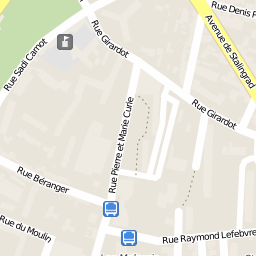 Rue Denis P
Rue Girardot
Avenue de Stalingrad
Rue Sadi Carnot
Rue Girardot
Rue Pierre et Marie Curie
Rue Béranger
Rue du Moulin
Rue Raymond Lefebvre